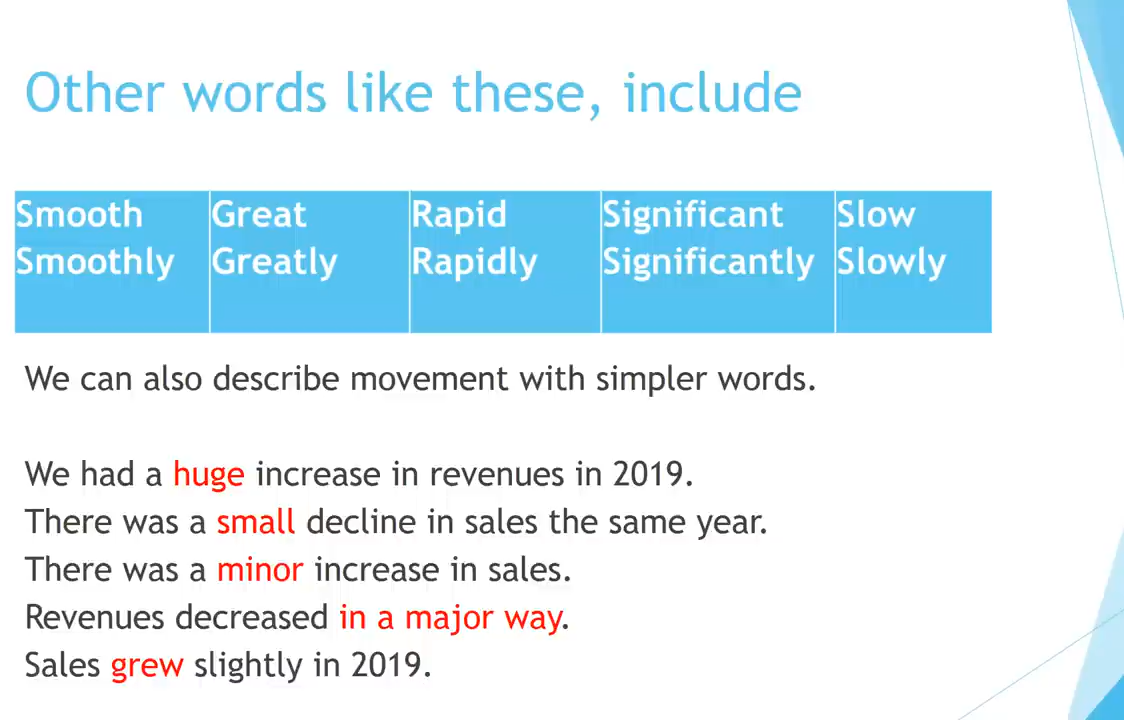 Other words like these, include
Smooth Great Rapid Significant Slow
Smoothly Greatly Rapidly Significantly Slowly
We can also describe movement with simpler words.
We had a huge increase in revenues in 2019.
There was a small decline in sales the same year.
There was a minor increase in sales.
Revenues decreased in a major way.
Sales grew slightly in 2019.